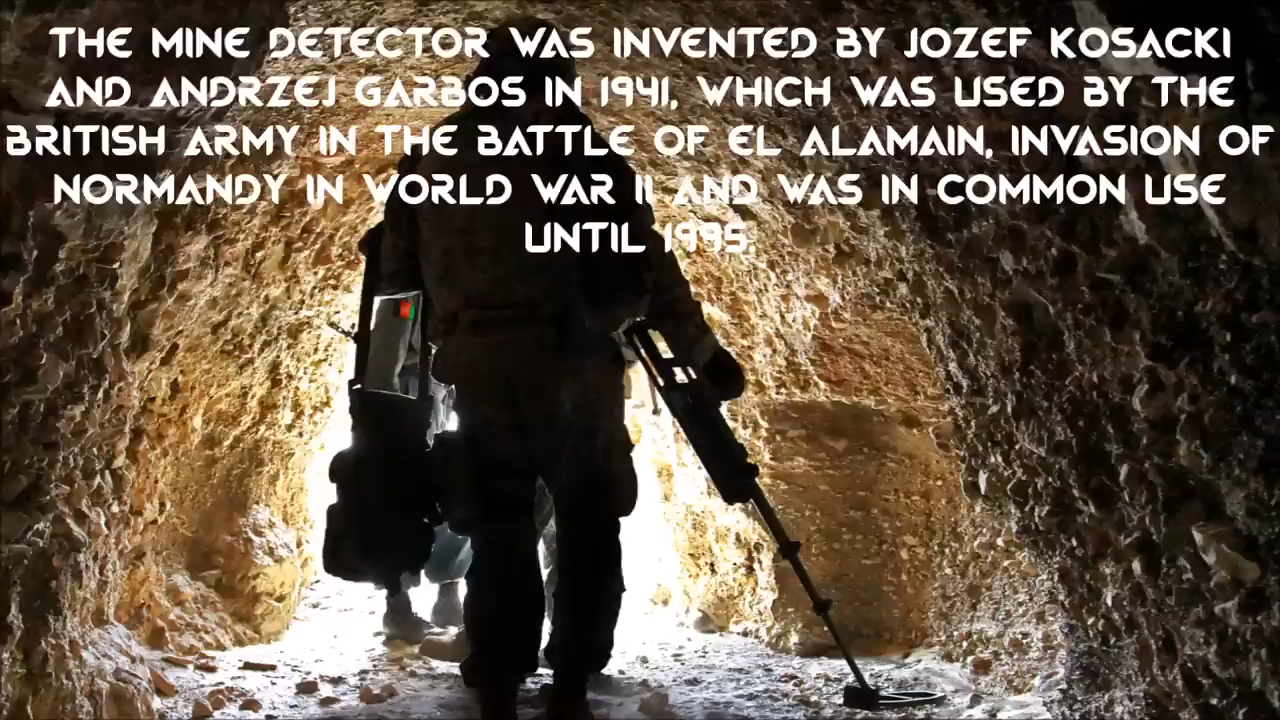 THE MINE DETECTOR WAS INVENTED BY JOZEF KOSACKI
AND ANDRZEJ GARBOS IN 1941, WHICH WAS USED BY THE
BRITISH ARMY IN THE BATTLE OF EL ALAMAIN, INVASION OF
NORMANDY IN WORLD WAR II AND WAS IN COMMON USE
UNTIL 1995.